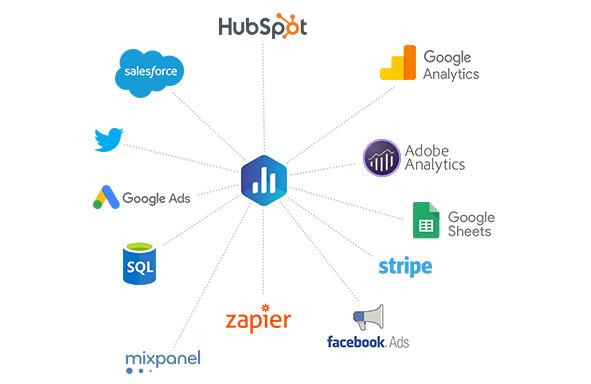 HubSpot
Google
Analytics
salesforce
Adobe
Analytics
Google Ads
Google
Sheets
SQL
stripe
zapier
facebook Ads
mixpanel